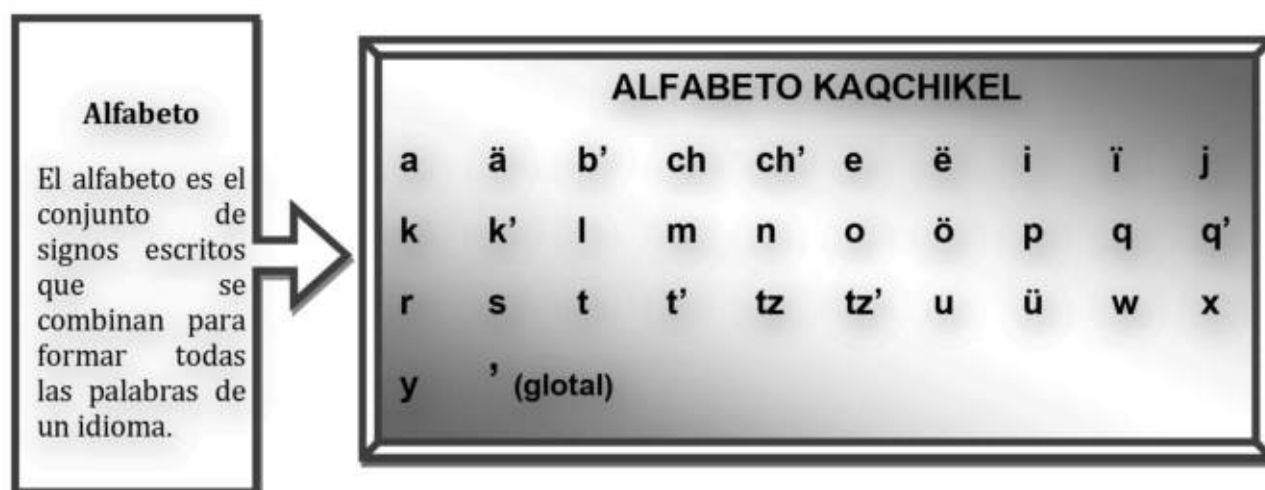 Alfabeto
El alfabeto es el
conjunto de
signos escritos
que se
combinan para
formar todas
las palabras de
un idioma.
ALFABETO KAQCHIKEL
a ä b’ ch ch’ e ë i ï j
k k’ l m n o ö p q q’
r s t t’ tz tz’ u ü w x
y ’ (glotal)